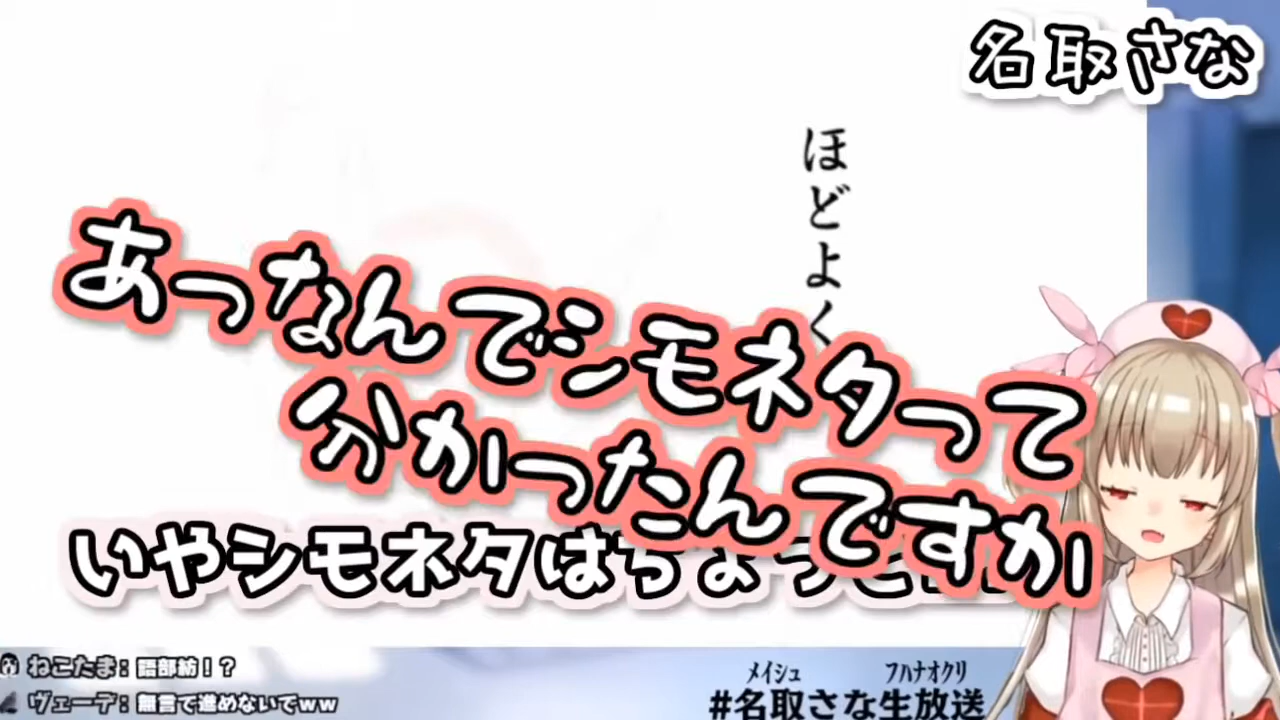 名取さな
ほどよく
あっなんでシモネタって
分かったんですか
いやシモネタはちょっと...
ねこたま: 語部紡！？
ヴェーデ: 無言で進めないでww
メイシュ フハナオクリ
#名取さな生放送